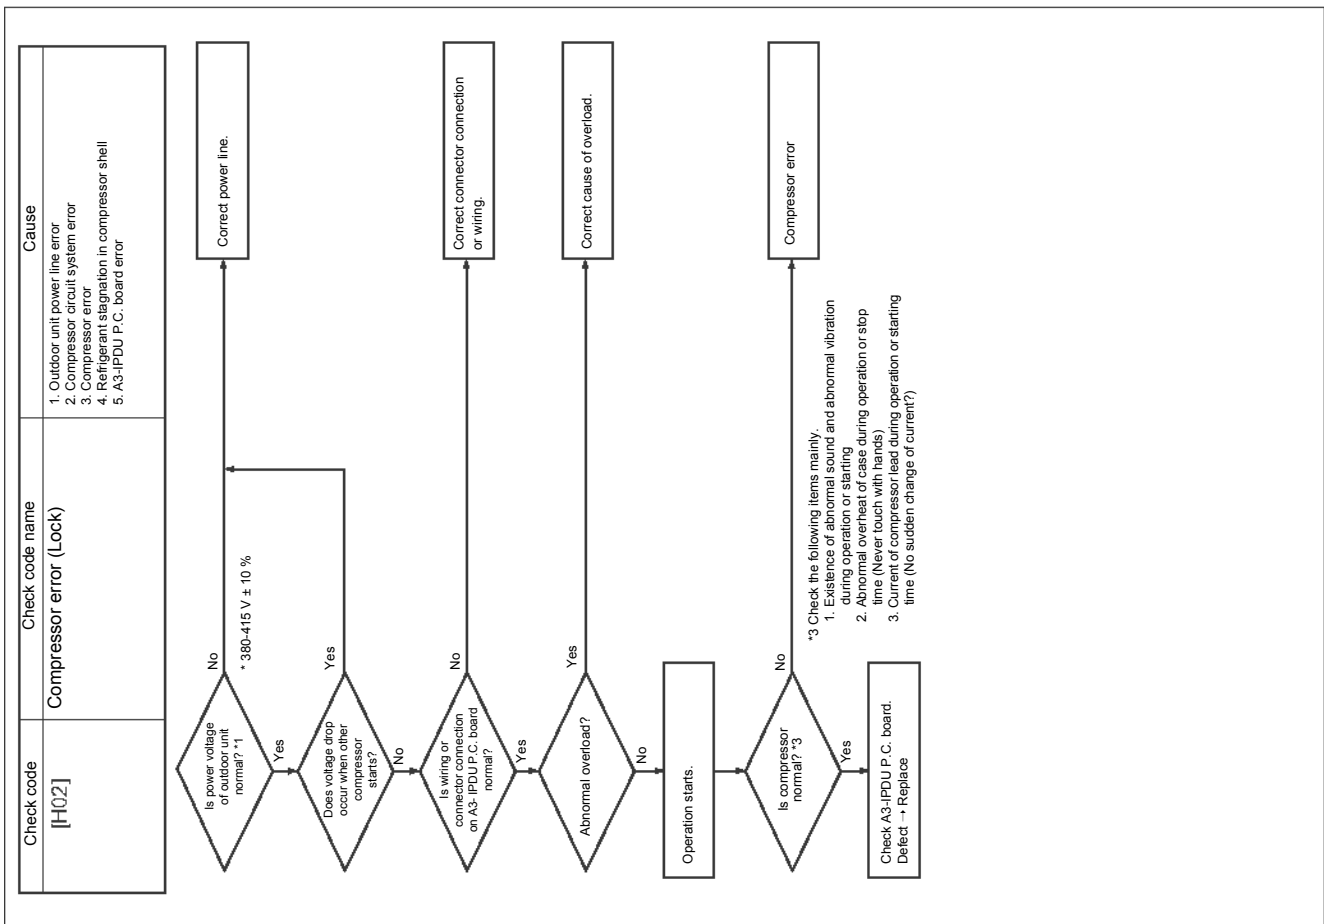 Check code
Check code name
Cause
[H02]
Compressor error (Lock)
1. Outdoor unit power line error
2. Compressor circuit system error
3. Compressor error
4. Refrigerant stagnation in compressor shell
5. A3-IPDU P.C. board error
Is power voltage
of outdoor unit
normal? *1
No
* 380-415 V ± 10 %
Correct power line.
Yes
Does voltage drop
occur when other
compressor
starts?
Yes
No
Is wiring or
connector connection
on A3- IPDU P.C. board
normal?
No
Correct connector connection
or wiring.
Yes
Abnormal overload?
Yes
Correct cause of overload.
No
Operation starts.
Is compressor
normal? *3
No
Compressor error
*3 Check the following items mainly.
1. Existence of abnormal sound and abnormal vibration
during operation or starting
2. Abnormal overheat of case during operation or stop
time (Never touch with hands)
3. Current of compressor lead during operation or starting
time (No sudden change of current?)
Yes
Check A3-IPDU P.C. board.
Defect → Replace